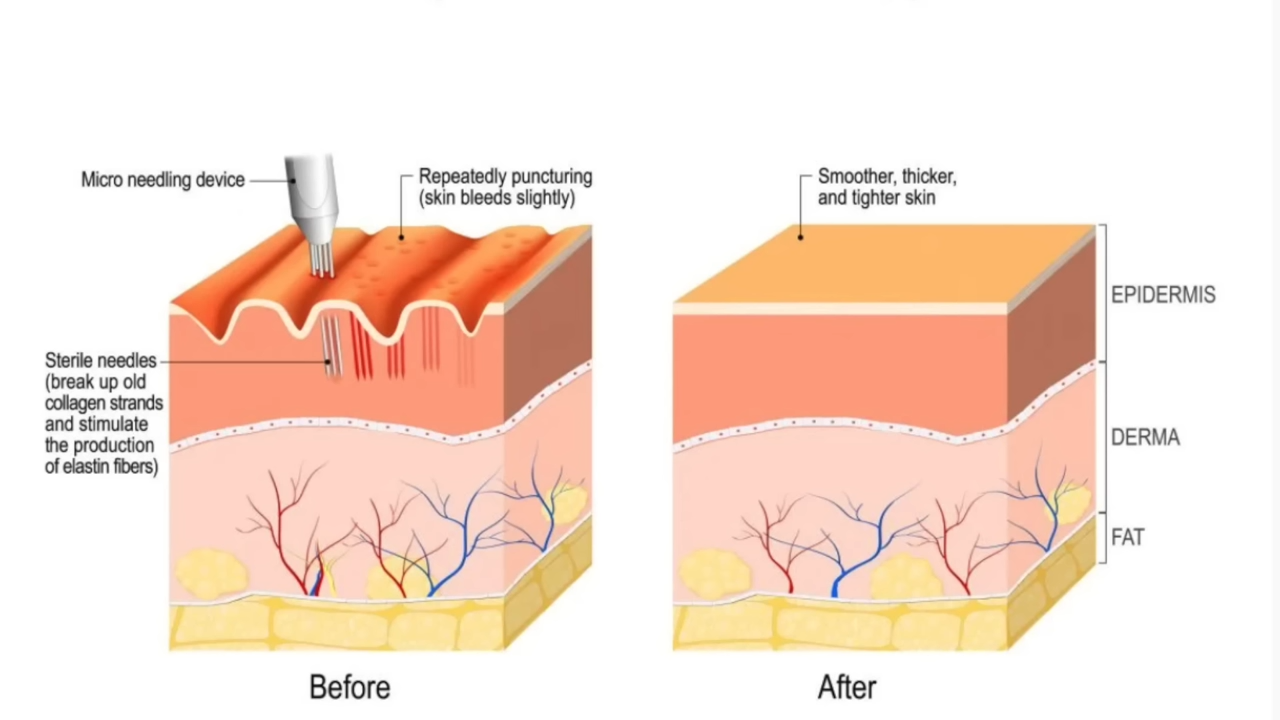 Micro needling device
Repeatedly puncturing
(skin bleeds slightly)
Sterile needles
(break up old
collagen strands
and stimulate
the production
of elastin fibers)
Before
Smoother, thicker,
and tighter skin
EPIDERMIS
DERMA
FAT
After